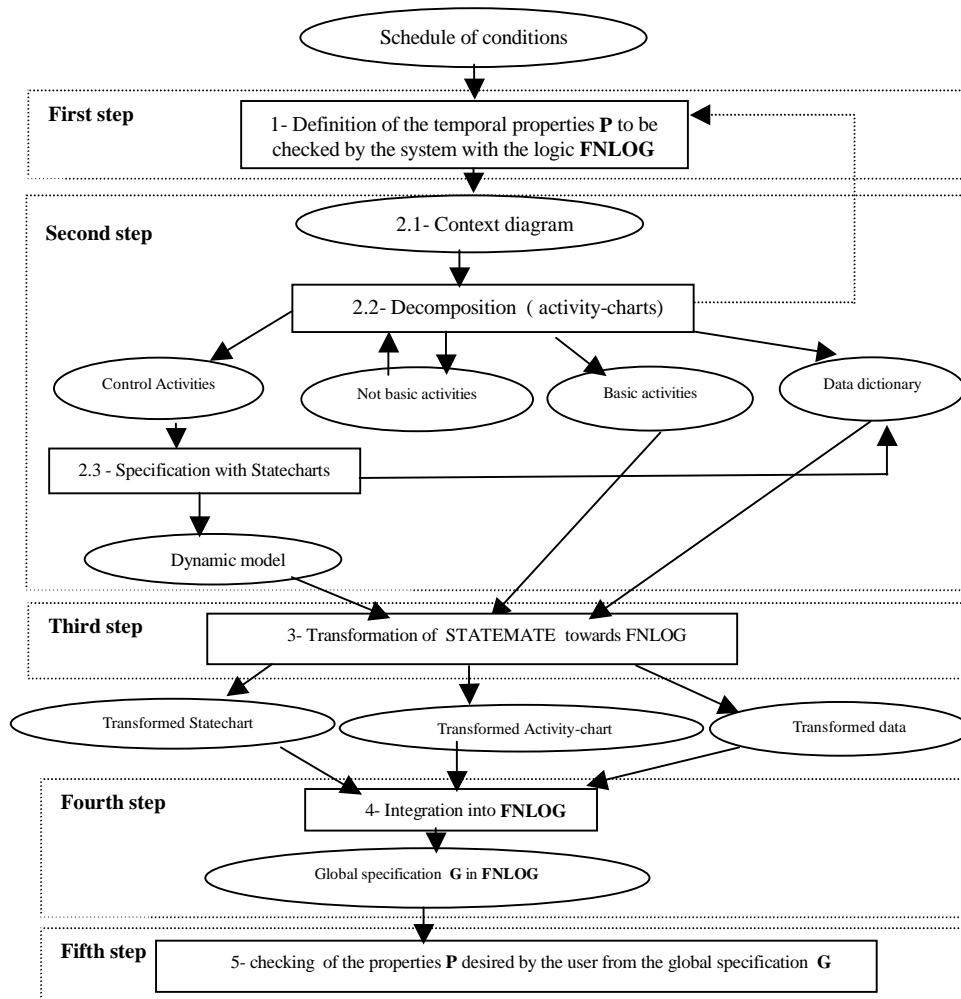 Schedule of conditions
First step
1- Definition of the temporal properties P to be
checked by the system with the logic FNLOG
Second step
2.1- Context diagram
2.2- Decomposition ( activity-charts)
Control Activities
Not basic activities
Basic activities
Data dictionary
2.3 - Specification with Statecharts
Dynamic model
Third step
3- Transformation of STATEMATE towards FNLOG
Transformed Statechart
Transformed Activity-chart
Transformed data
Fourth step
4- Integration into FNLOG
Global specification G in FNLOG
Fifth step
5- checking of the properties P desired by the user from the global specification G